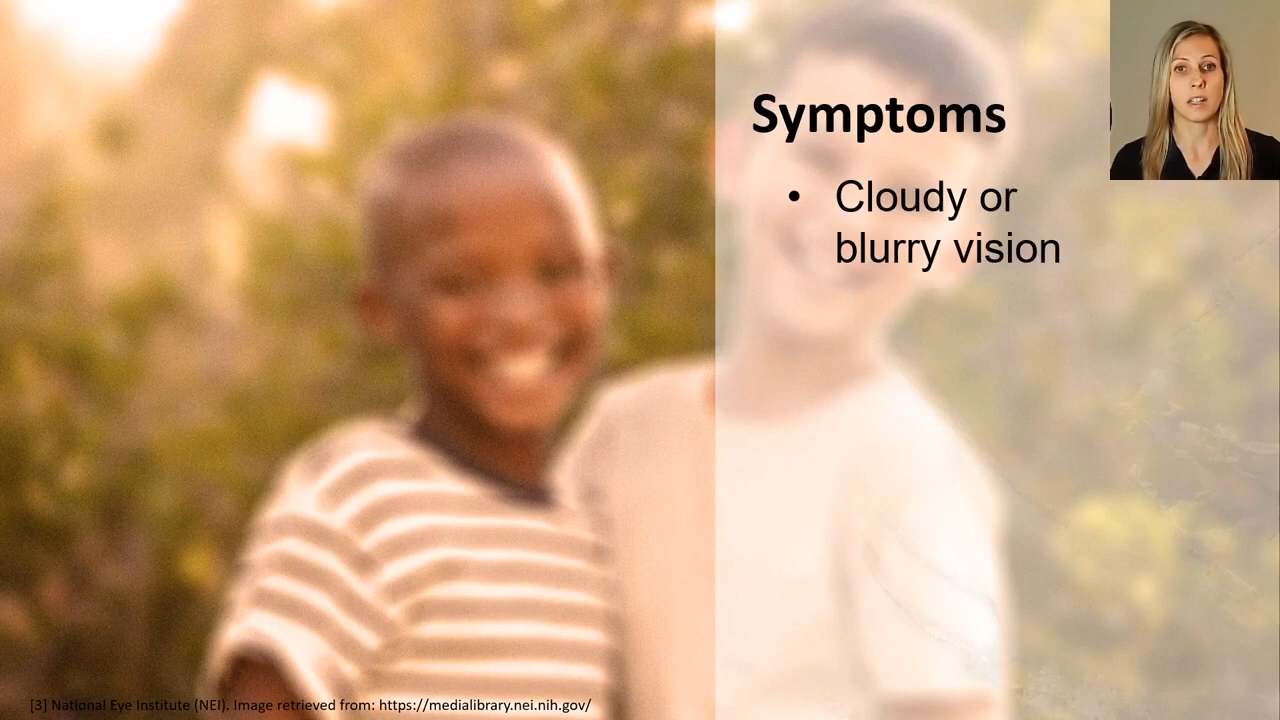 Symptoms
• Cloudy or
blurry vision
[3] National Eye Institute (NEI). Image retrieved from: https://medialibrary.nei.nih.gov/